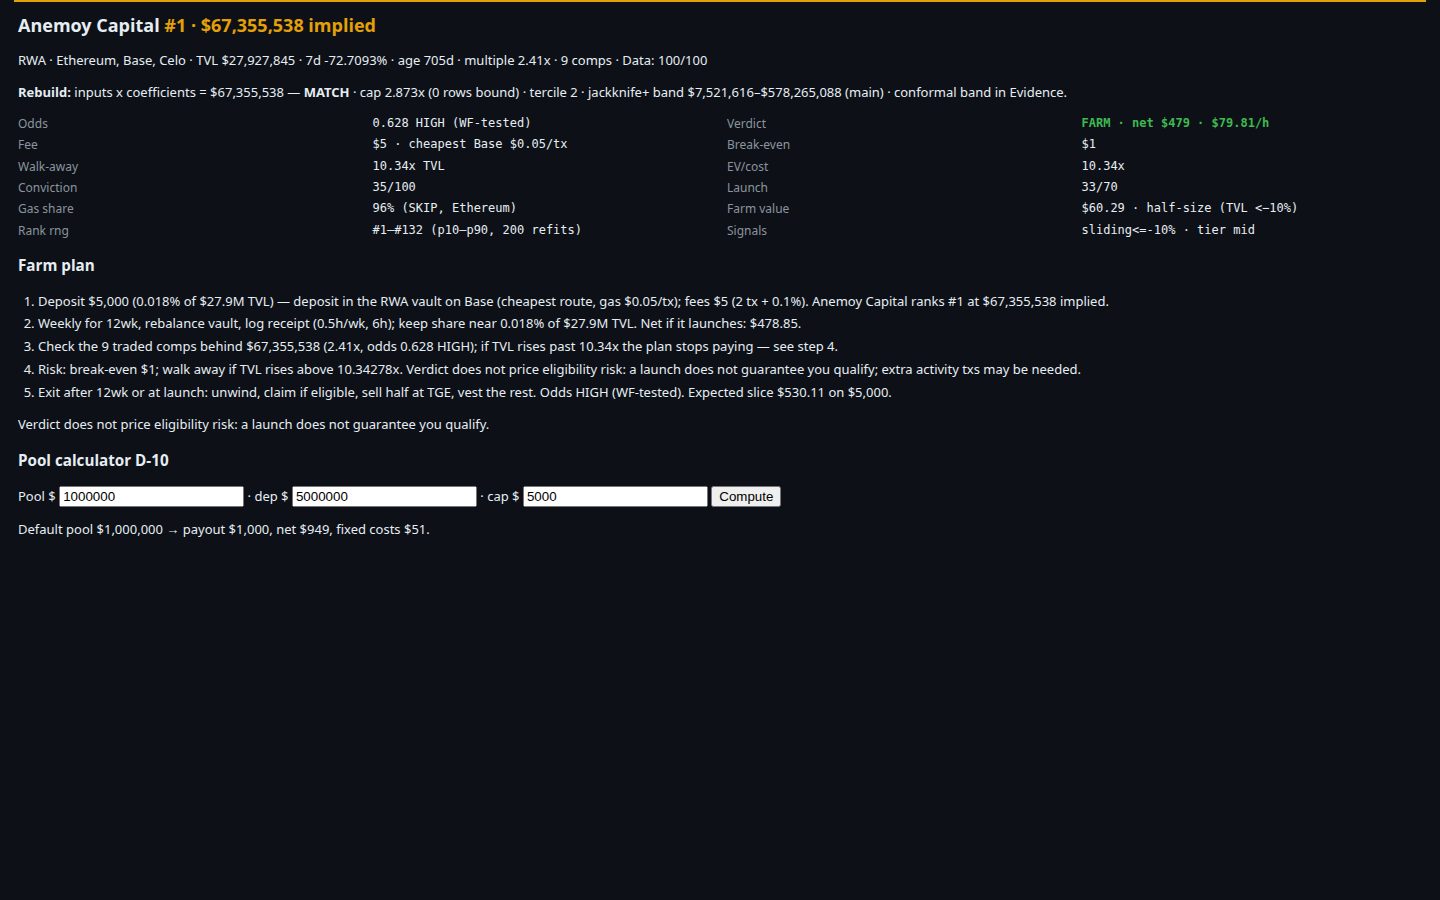 Anemoy Capital #1 · $67,355,538 implied
RWA · Ethereum, Base, Celo · TVL $27,927,845 · 7d -72.7093% · age 705d · multiple 2.41x · 9 comps · Data: 100/100
Rebuild: inputs x coefficients = $67,355,538 — MATCH · cap 2.873x (0 rows bound) · tercile 2 · jackknife+ band $7,521,616–$578,265,088 (main) · conformal band in Evidence.
Odds 0.628 HIGH (WF-tested) Verdict FARM · net $479 · $79.81/h
Fee $5 · cheapest Base $0.05/tx Break-even $1
Walk-away 10.34x TVL EV/cost 10.34x
Conviction 35/100 Launch 33/70
Gas share 96% (SKIP, Ethereum) Farm value $60.29 · half-size (TVL <−10%)
Rank rng #1–#132 (p10–p90, 200 refits) Signals sliding<=-10% · tier mid
Farm plan
1. Deposit $5,000 (0.018% of $27.9M TVL) — deposit in the RWA vault on Base (cheapest route, gas $0.05/tx); fees $5 (2 tx + 0.1%). Anemoy Capital ranks #1 at $67,355,538 implied.
2. Weekly for 12wk, rebalance vault, log receipt (0.5h/wk, 6h); keep share near 0.018% of $27.9M TVL. Net if it launches: $478.85.
3. Check the 9 traded comps behind $67,355,538 (2.41x, odds 0.628 HIGH); if TVL rises past 10.34x the plan stops paying — see step 4.
4. Risk: break-even $1; walk away if TVL rises above 10.34278x. Verdict does not price eligibility risk: a launch does not guarantee you qualify; extra activity txs may be needed.
5. Exit after 12wk or at launch: unwind, claim if eligible, sell half at TGE, vest the rest. Odds HIGH (WF-tested). Expected slice $530.11 on $5,000.
Verdict does not price eligibility risk: a launch does not guarantee you qualify.
Pool calculator D-10
Pool $ 1000000 · dep $ 5000000 · cap $ 5000 Compute
Default pool $1,000,000 → payout $1,000, net $949, fixed costs $51.